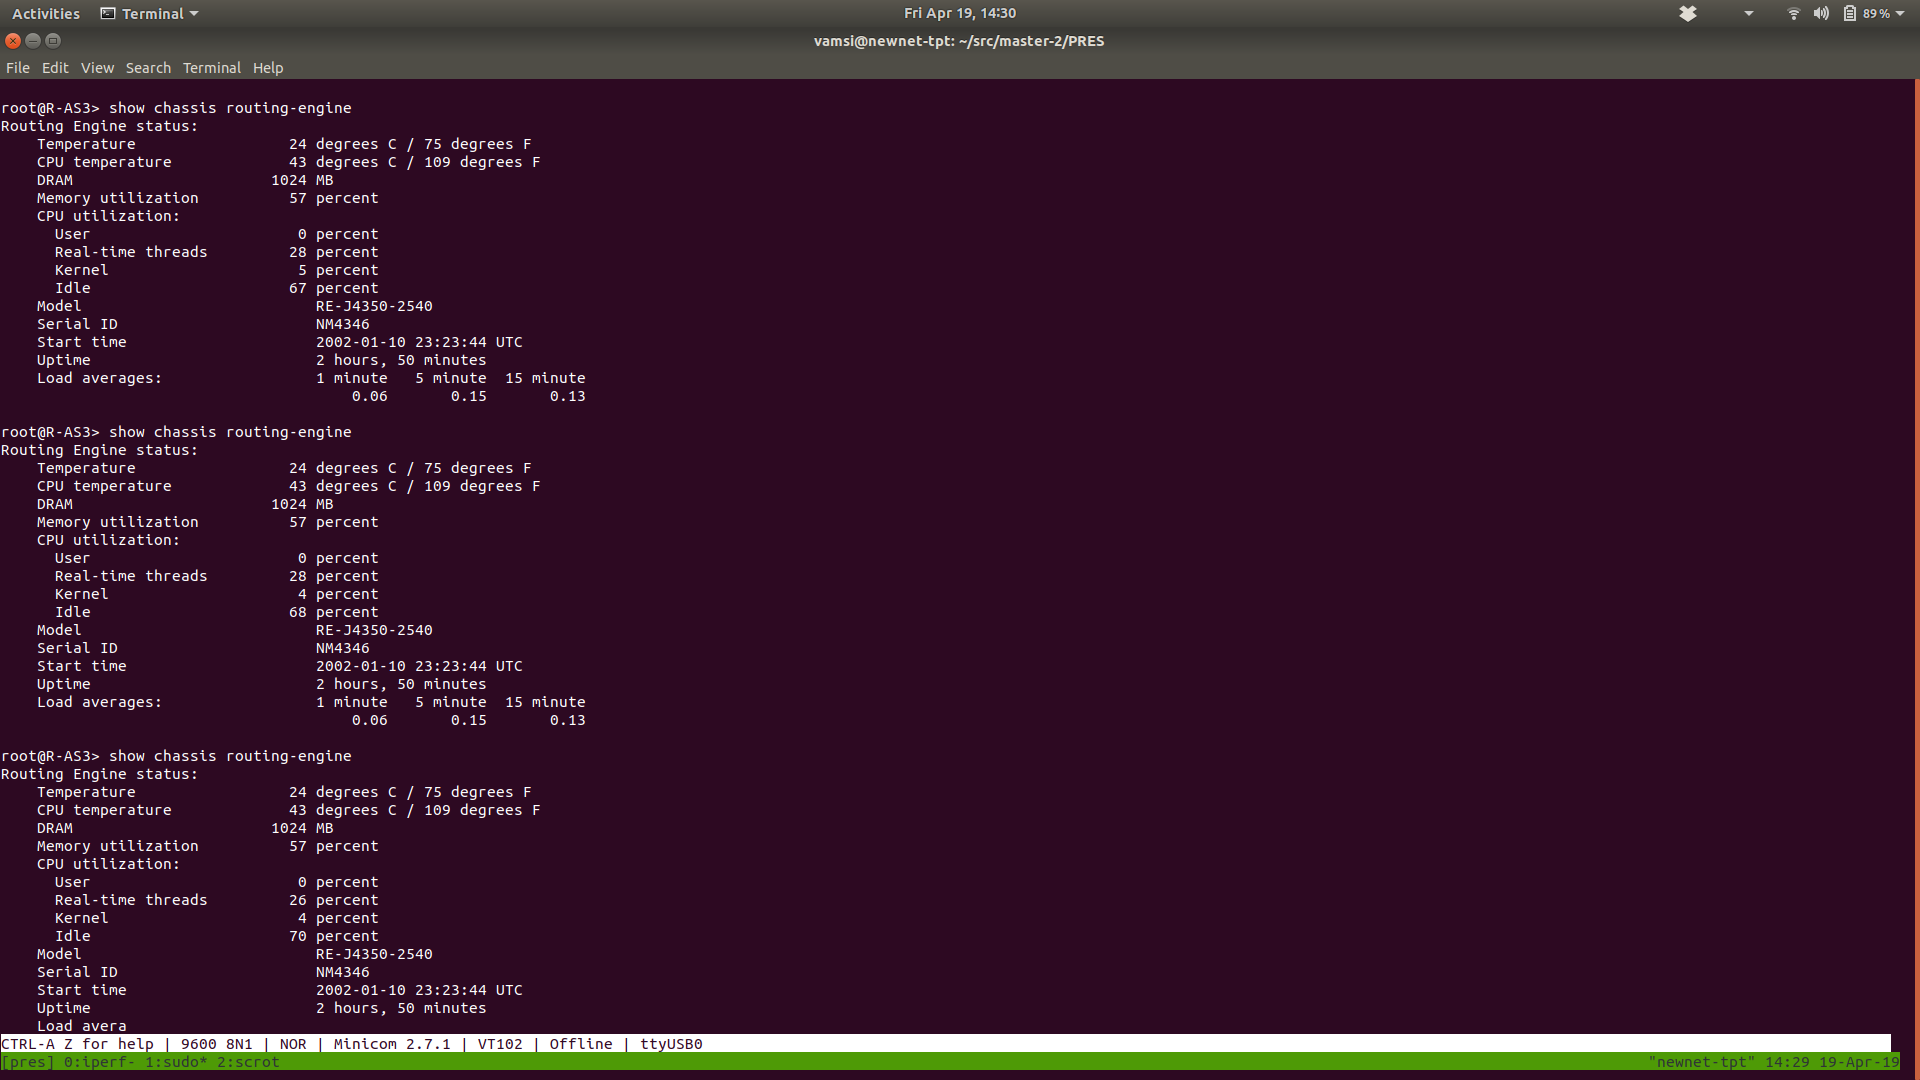 Activities Terminal Fri Apr 19, 14:30 89 %
vamsi@newnet-tpt: ~/src/master-2/PRES
File Edit View Search Terminal Help
root@R-AS3> show chassis routing-engine
Routing Engine status:
    Temperature                 24 degrees C / 75 degrees F
    CPU temperature             43 degrees C / 109 degrees F
    DRAM                      1024 MB
    Memory utilization          57 percent
    CPU utilization:
      User                       0 percent
      Real-time threads         28 percent
      Kernel                     5 percent
      Idle                      67 percent
    Model                          RE-J4350-2540
    Serial ID                      NM4346
    Start time                     2002-01-10 23:23:44 UTC
    Uptime                         2 hours, 50 minutes
    Load averages:                 1 minute   5 minute  15 minute
                                       0.06       0.15       0.13
root@R-AS3> show chassis routing-engine
Routing Engine status:
    Temperature                 24 degrees C / 75 degrees F
    CPU temperature             43 degrees C / 109 degrees F
    DRAM                      1024 MB
    Memory utilization          57 percent
    CPU utilization:
      User                       0 percent
      Real-time threads         28 percent
      Kernel                     4 percent
      Idle                      68 percent
    Model                          RE-J4350-2540
    Serial ID                      NM4346
    Start time                     2002-01-10 23:23:44 UTC
    Uptime                         2 hours, 50 minutes
    Load averages:                 1 minute   5 minute  15 minute
                                       0.06       0.15       0.13
root@R-AS3> show chassis routing-engine
Routing Engine status:
    Temperature                 24 degrees C / 75 degrees F
    CPU temperature             43 degrees C / 109 degrees F
    DRAM                      1024 MB
    Memory utilization          57 percent
    CPU utilization:
      User                       0 percent
      Real-time threads         26 percent
      Kernel                     4 percent
      Idle                      70 percent
    Model                          RE-J4350-2540
    Serial ID                      NM4346
    Start time                     2002-01-10 23:23:44 UTC
    Uptime                         2 hours, 50 minutes
    Load avera
CTRL-A Z for help | 9600 8N1 | NOR | Minicom 2.7.1 | VT102 | Offline | ttyUSB0
[pres] 0:iperf- 1:sudo* 2:scrot "newnet-tpt" 14:29 19-Apr-19